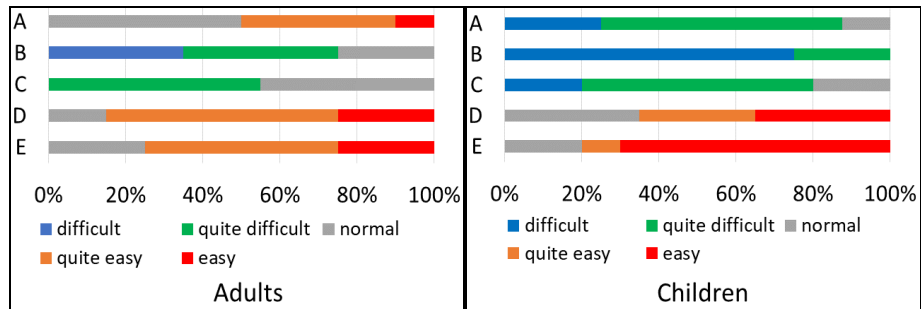 A
B
C
D
E
0% 20% 40% 60% 80% 100%
difficult quite difficult normal
quite easy easy
Adults
A
B
C
D
E
0% 20% 40% 60% 80% 100%
difficult quite difficult normal
quite easy easy
Children